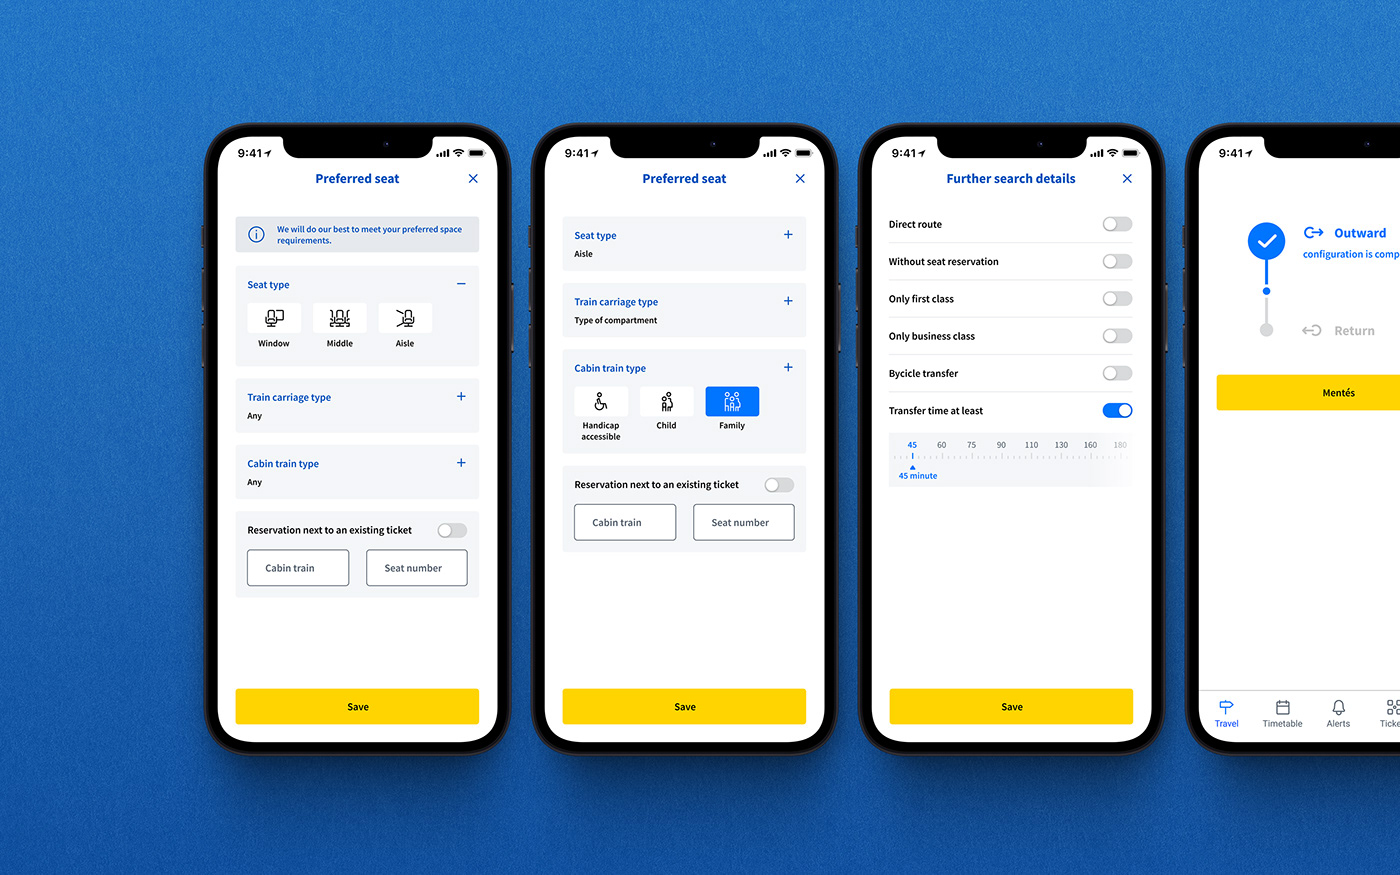 9:41
Preferred seat
We will do our best to meet your preferred space
requirements.
Seat type
Window
Middle
Aisle
Train carriage type
Any
Cabin train type
Any
Reservation next to an existing ticket
Cabin train
Seat number
Save
9:41
Preferred seat
Seat type
Aisle
Train carriage type
Type of compartment
Cabin train type
Handicap
accessible
Child
Family
Reservation next to an existing ticket
Cabin train
Seat number
Save
9:41
Further search details
Direct route
Without seat reservation
Only first class
Only business class
Bycicle transfer
Transfer time at least
45 60 75 90 110 130 160 180
45 minute
Save
9:41
Outward
configuration is comp
Return
Mentés
Travel
Timetable
Alerts
Ticke